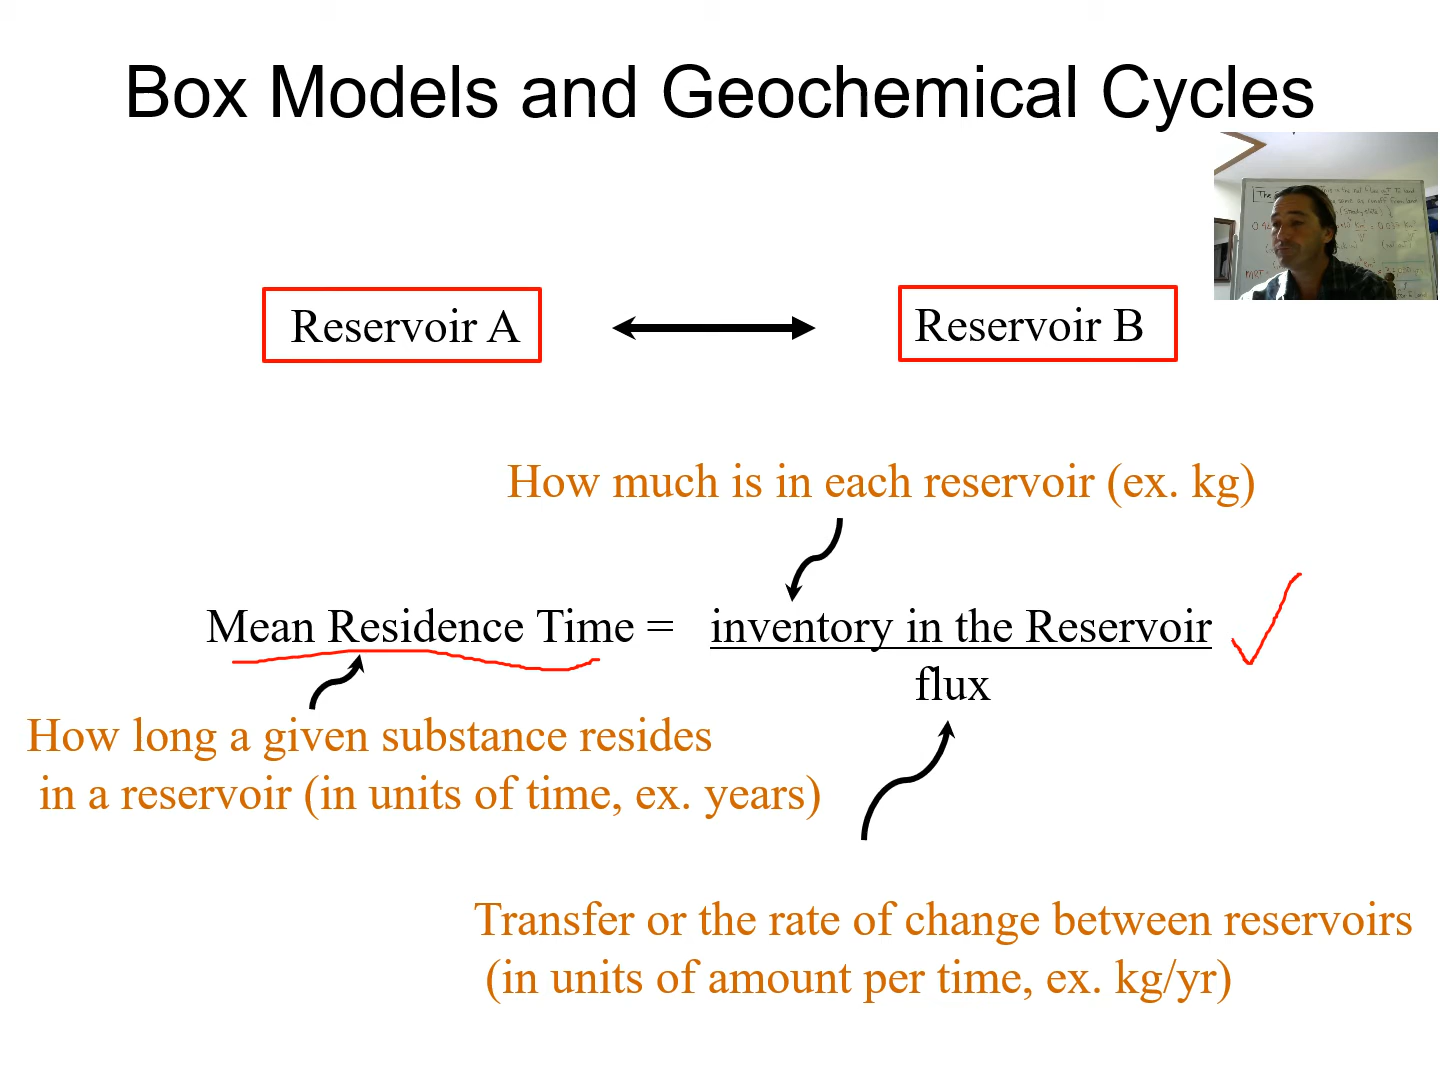 Box Models and Geochemical Cycles
Reservoir A
Reservoir B
How much is in each reservoir (ex. kg)
Mean Residence Time = inventory in the Reservoir
flux
How long a given substance resides
in a reservoir (in units of time, ex. years)
Transfer or the rate of change between reservoirs
(in units of amount per time, ex. kg/yr)